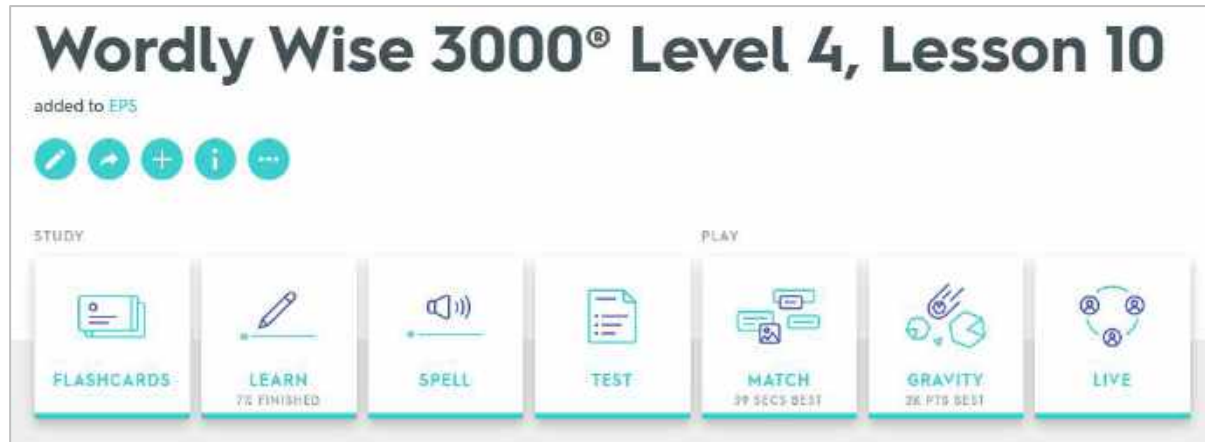 Wordly Wise 3000® Level 4, Lesson 10
added to EPS
STUDY
PLAY
FLASHCARDS
LEARN
7% FINISHED
SPELL
TEST
MATCH
39 SECS BEST
GRAVITY
2K PTS BEST
LIVE